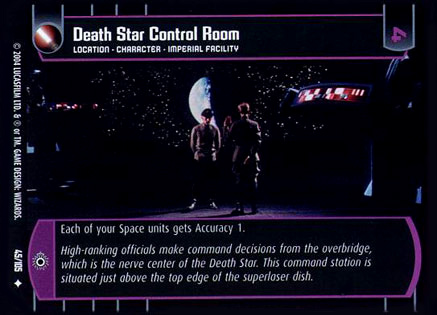 Death Star Control Room
LOCATION • CHARACTER • IMPERIAL FACILITY
4
Each of your Space units gets Accuracy 1.
High-ranking officials make command decisions from the overbridge,
which is the nerve center of the Death Star. This command station is
situated just above the top edge of the superlaser dish.
© 2004 LUCASFILM LTD. & ® or TM. GAME DESIGN: WIZARDS.
45/105